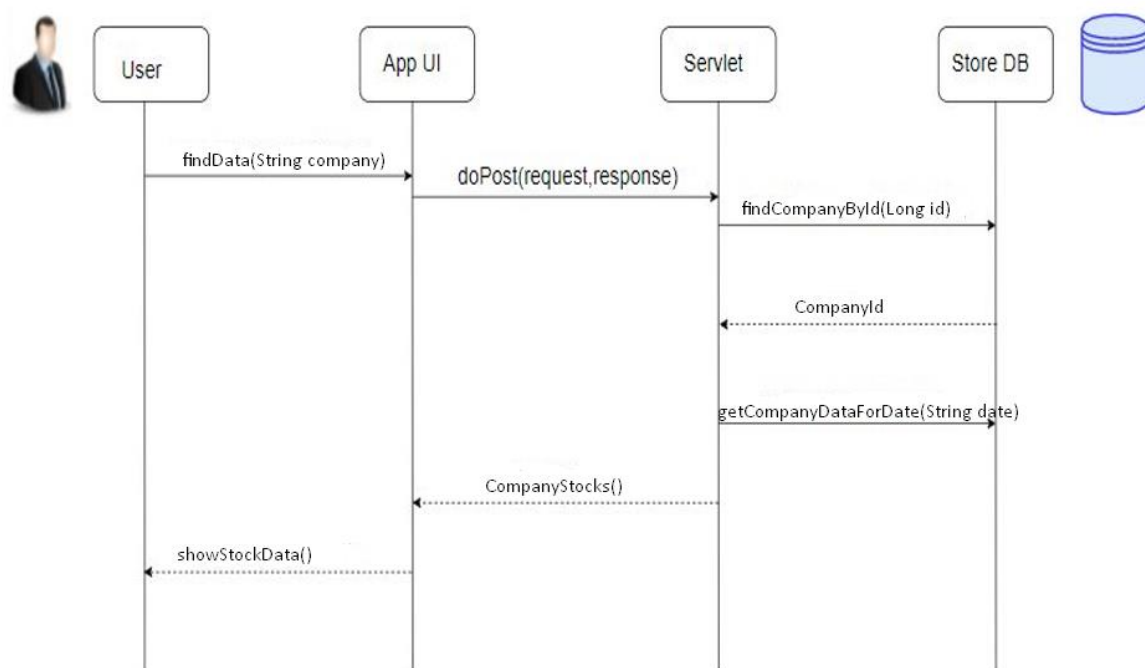 User
App UI
Servlet
Store DB
findData(String company)
doPost(request,response)
findCompanyById(Long id)
CompanyId
getCompanyDataForDate(String date)
CompanyStocks()
showStockData()